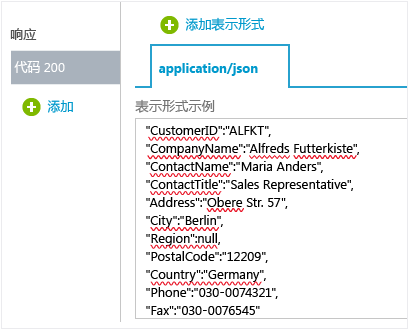 响应
代码 200
添加
添加表示形式
application/json
表示形式示例
"CustomerID":"ALFKT",
"CompanyName":"Alfreds Futterkiste",
"ContactName":"Maria Anders",
"ContactTitle":"Sales Representative",
"Address":"Obere Str. 57",
"City":"Berlin",
"Region":null,
"PostalCode":"12209",
"Country":"Germany",
"Phone":"030-0074321",
"Fax":"030-0076545"